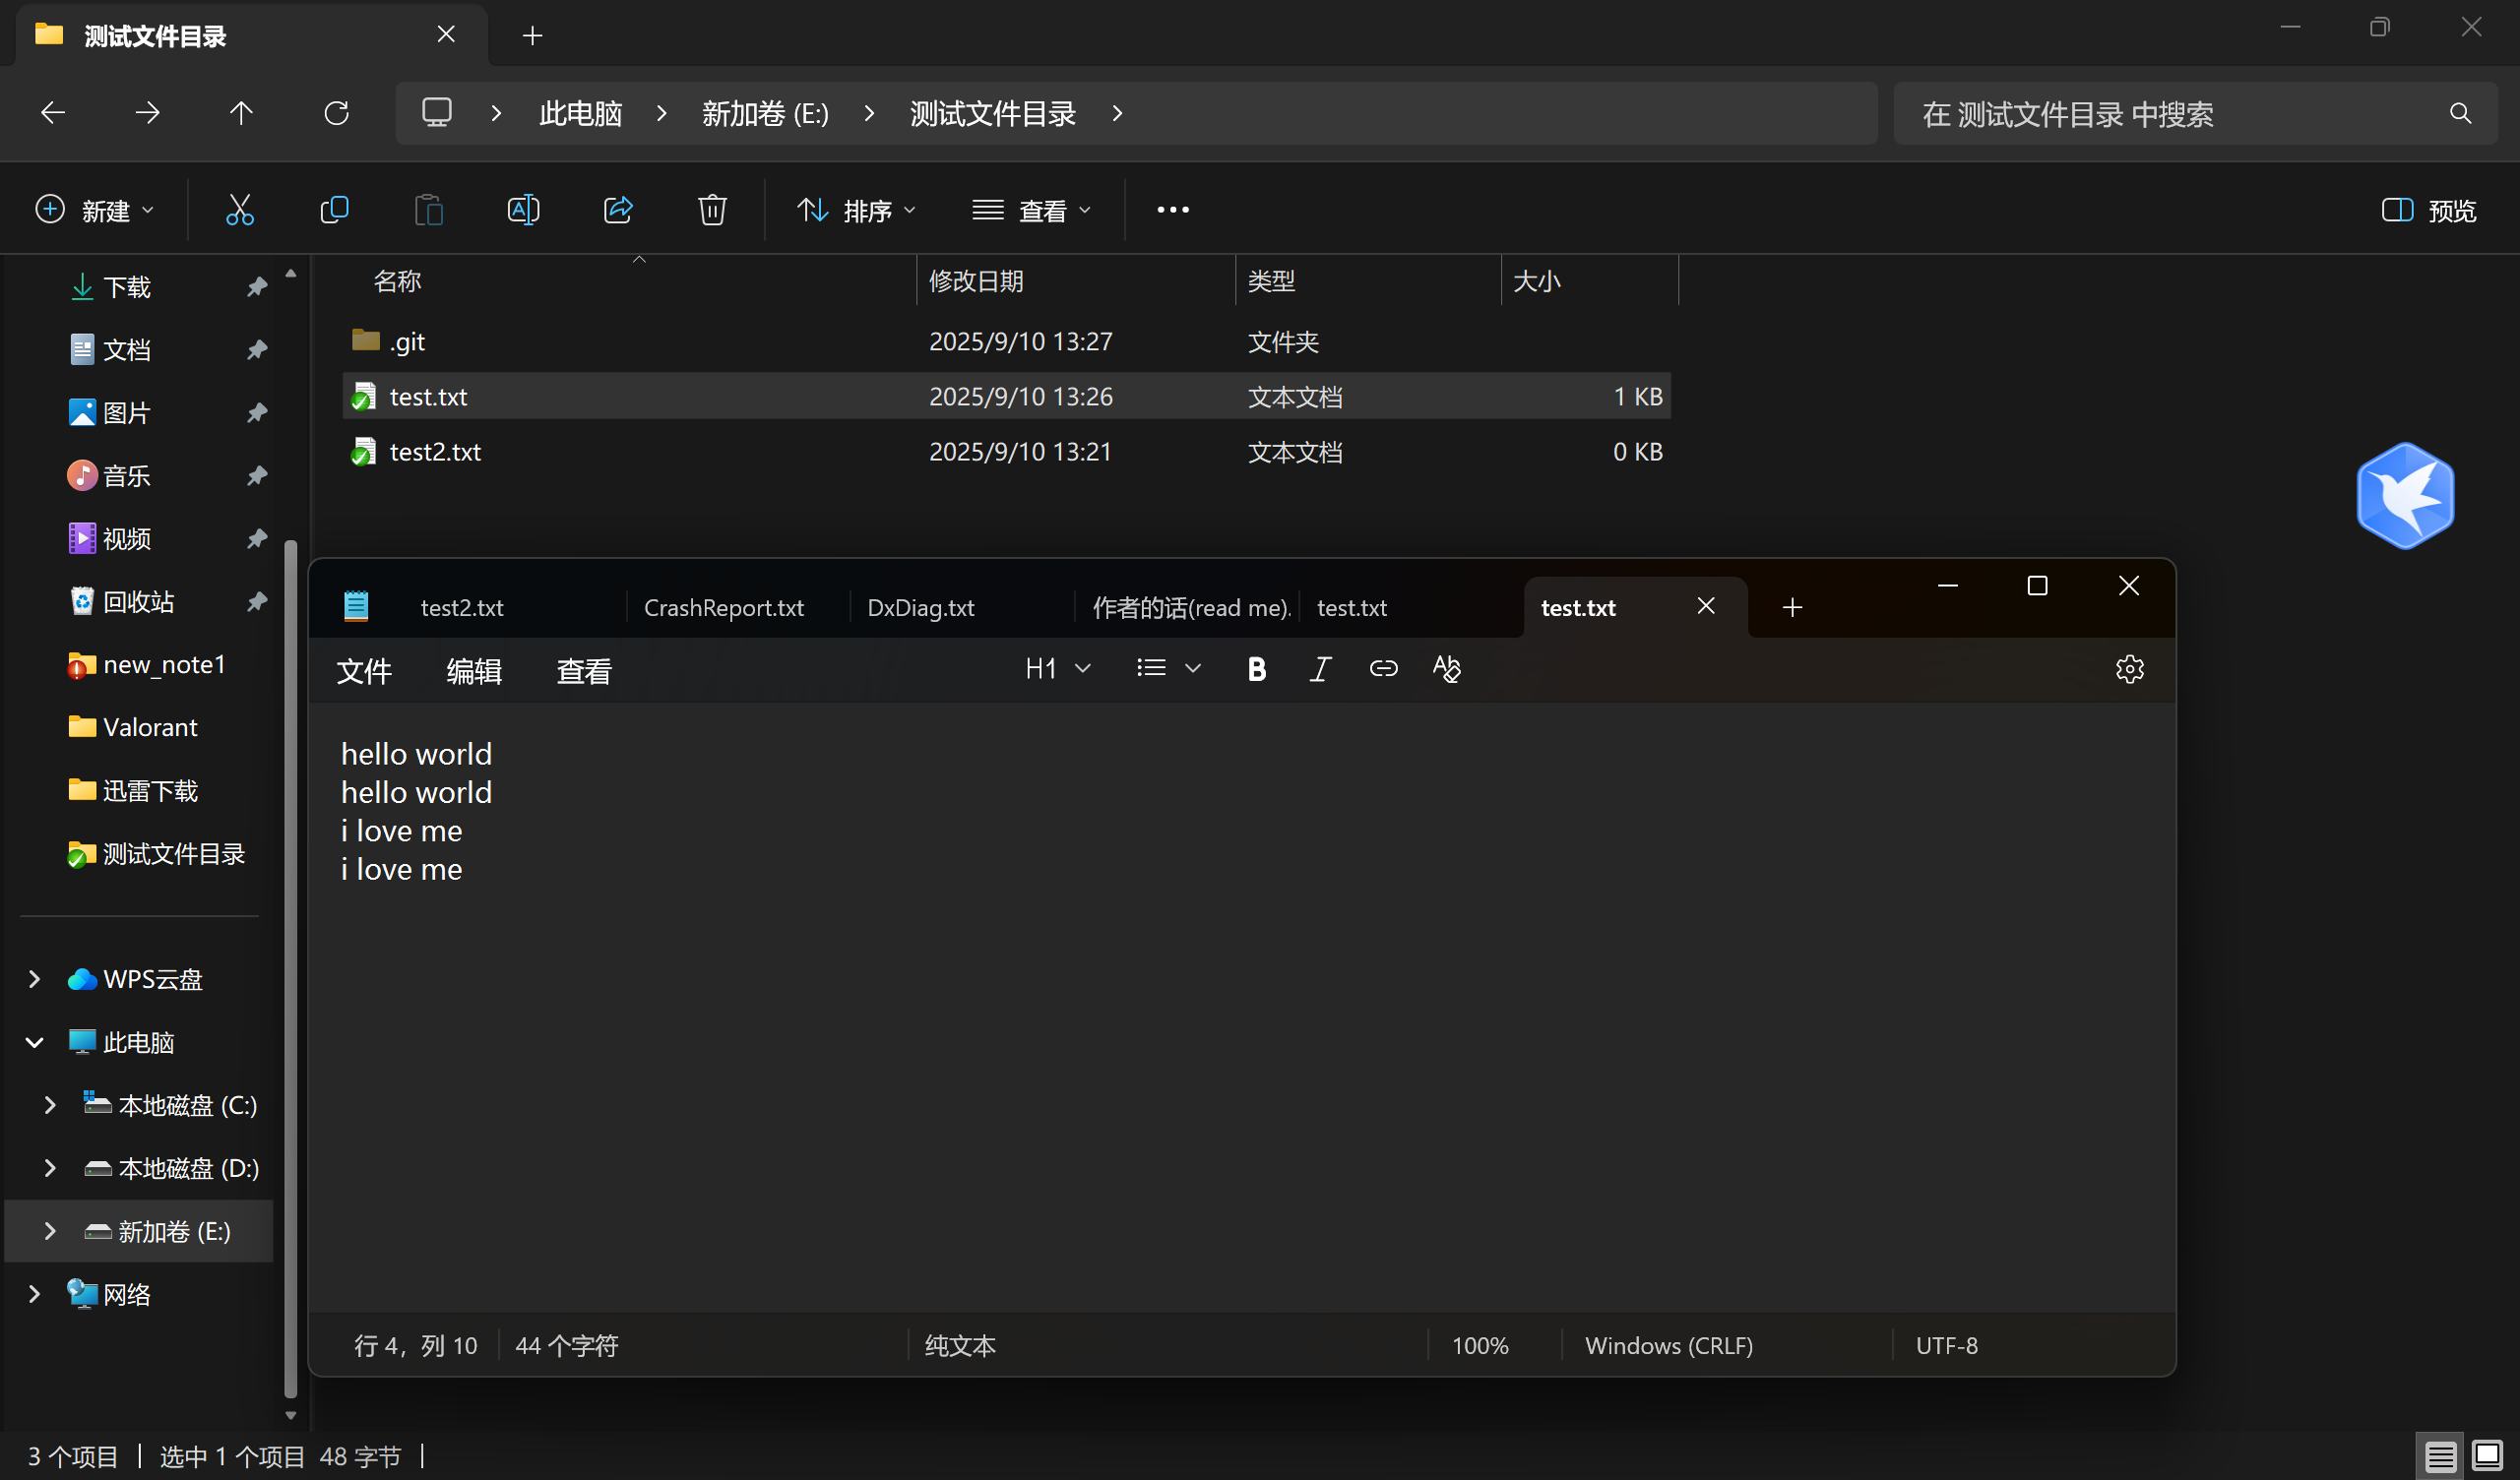 测试文件目录
此电脑 新加卷 (E:) 测试文件目录
在 测试文件目录 中搜索
新建 排序 查看 预览
下载
文档
图片
音乐
视频
回收站
new_note1
Valorant
迅雷下载
测试文件目录
WPS云盘
此电脑
本地磁盘 (C:)
本地磁盘 (D:)
新加卷 (E:)
网络
名称 修改日期 类型 大小
.git 2025/9/10 13:27 文件夹
test.txt 2025/9/10 13:26 文本文档 1 KB
test2.txt 2025/9/10 13:21 文本文档 0 KB
test2.txt CrashReport.txt DxDiag.txt 作者的话(read me). test.txt test.txt
文件 编辑 查看 H1 B I
hello world
hello world
i love me
i love me
行 4，列 10 44 个字符 纯文本 100% Windows (CRLF) UTF-8
3 个项目 选中 1 个项目 48 字节